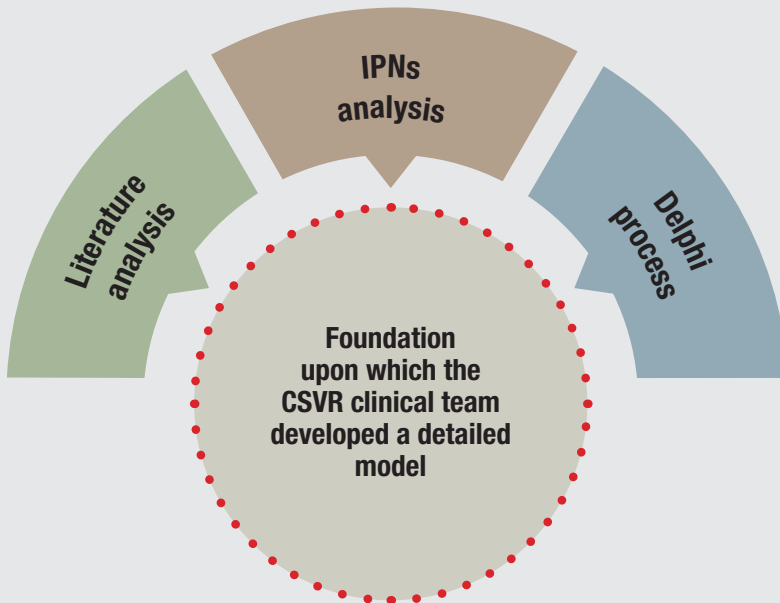 IPNs
analysis
Literature
analysis
Delphi
process
Foundation
upon which the
CSVR clinical team
developed a detailed
model